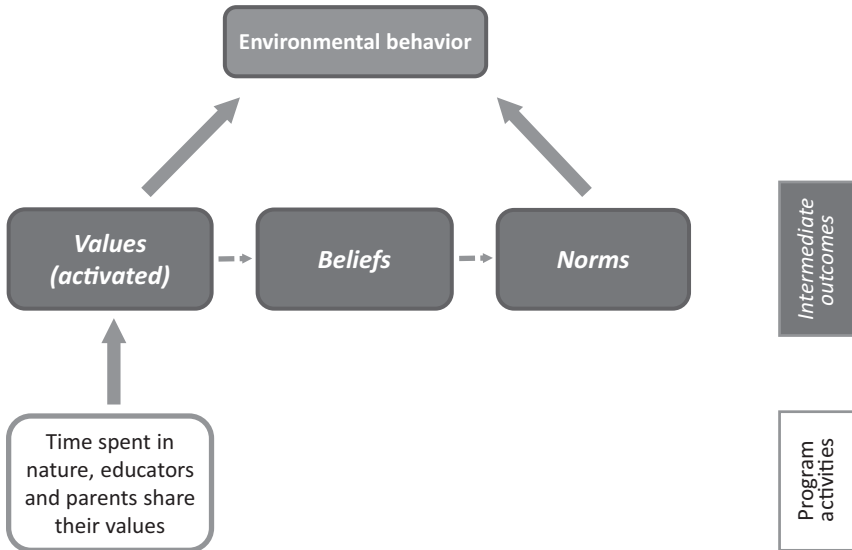 Environmental behavior
Values
(activated)
Beliefs
Norms
Intermediate
outcomes
Time spent in
nature, educators
and parents share
their values
Program
activities